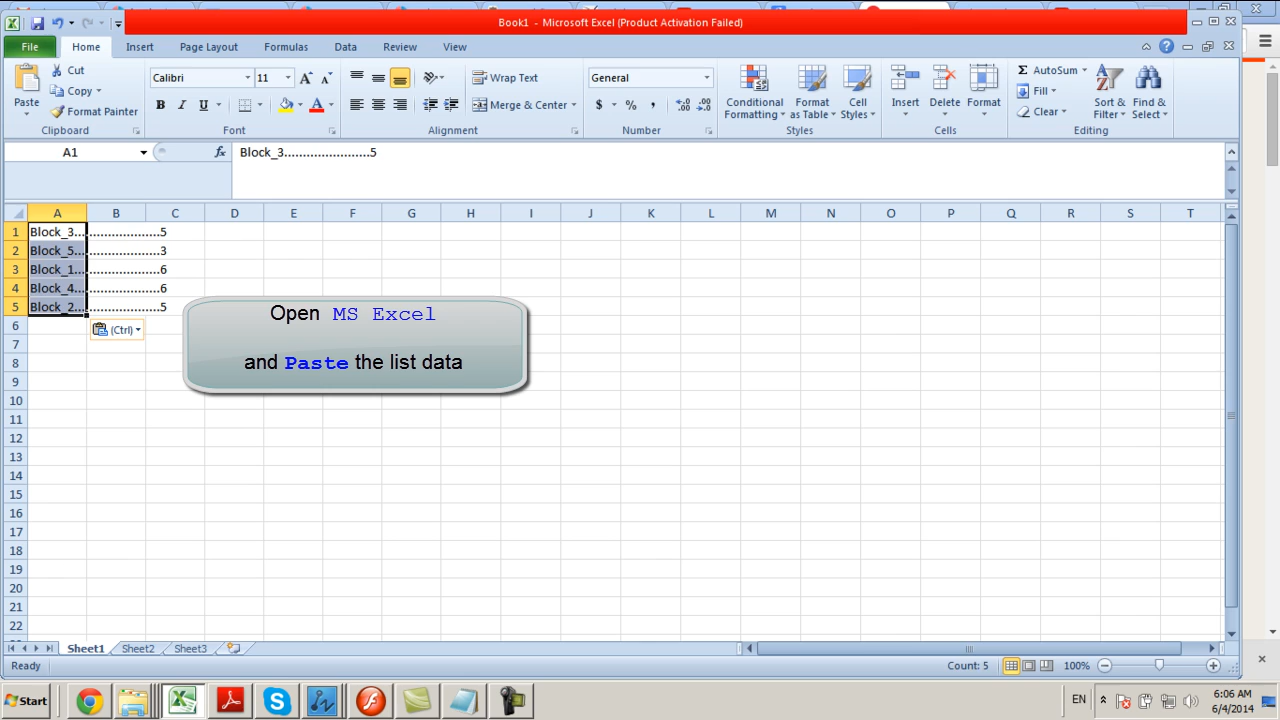 Book1 - Microsoft Excel (Product Activation Failed)
File Home Insert Page Layout Formulas Data Review View
Paste
Cut
Copy
Format Painter
Clipboard
Calibri 11
B I U
A
Font
Wrap Text
Merge & Center
Alignment
General
$ % ,
Number
Conditional Formatting
Format as Table
Cell Styles
Styles
Insert
Delete
Format
Cells
Σ AutoSum
Fill
Clear
Sort & Filter
Find & Select
Editing
A1
fx
Block_3.......................5
A B C D E F G H J K L M N O P Q R S T
1 Block_3.......................5
2 Block_5.......................3
3 Block_1.......................6
4 Block_4.......................6
5 Block_2.......................5
6
(Ctrl)
7
8
9
10
11
12
13
14
15
16
17
18
19
20
21
22
Open MS Excel
and Paste the list data
Sheet1 Sheet2 Sheet3
Ready
Count: 5
100%
Start
EN
6:06 AM
6/4/2014